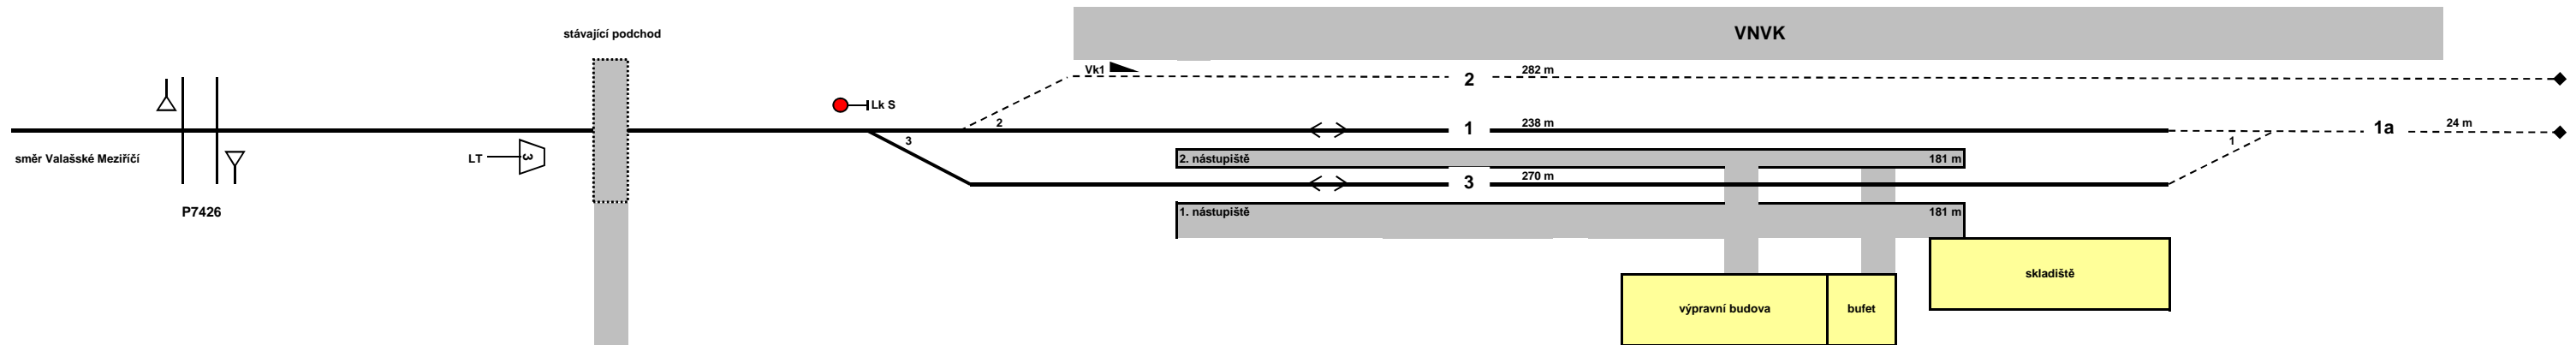 VNVK
stávající podchod
Vk1
2
282 m
Lk S
2
1
238 m
1a
24 m
3
1
směr Valašské Meziříčí
LT
3
2. nástupiště
181 m
3
270 m
P7426
1. nástupiště
181 m
skladiště
výpravní budova
bufet